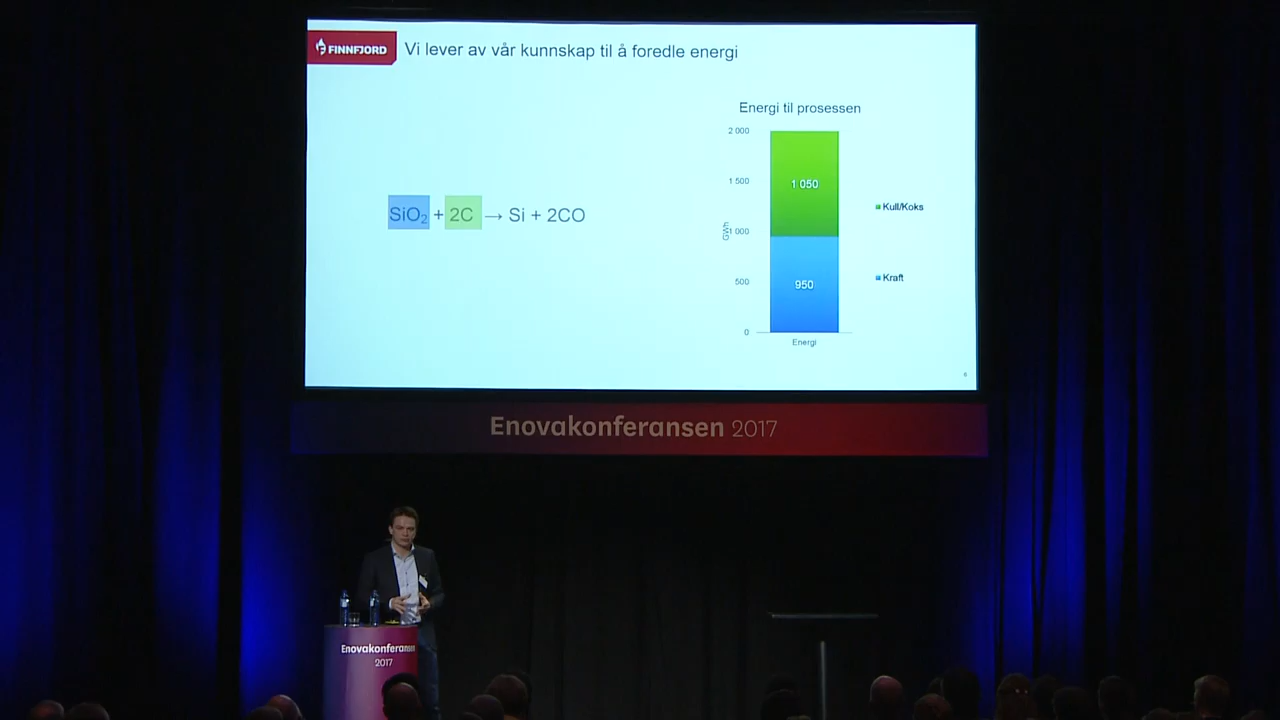 FINNFJORD
Vi lever av vår kunnskap til å foredle energi
SiO₂ + 2C → Si + 2CO
Energi til prosessen
2 000
1 500
1 000
500
0
GWh
1 050
950
Energi
Kull/Koks
Kraft
6
Enovakonferansen 2017
Enovakonferansen
2017